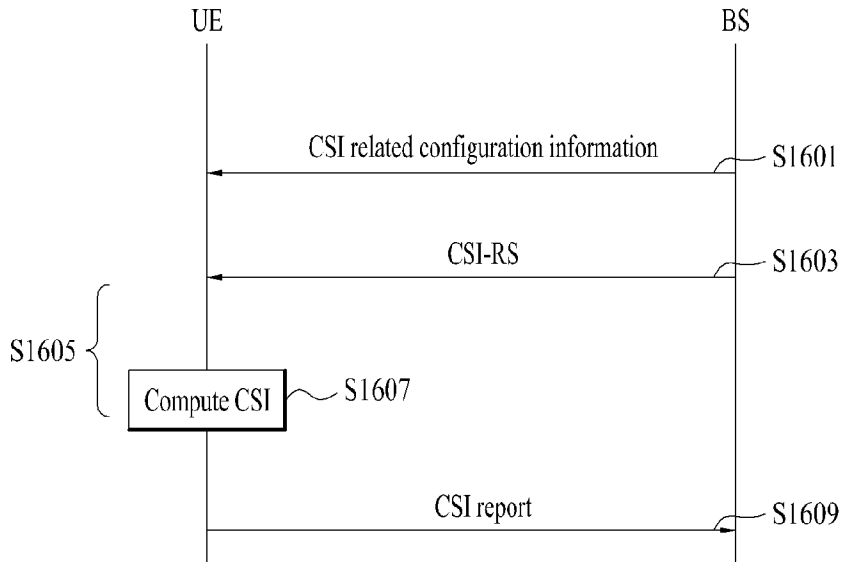 UE
BS
CSI related configuration information
S1601
CSI-RS
S1603
S1605
Compute CSI
S1607
CSI report
S1609